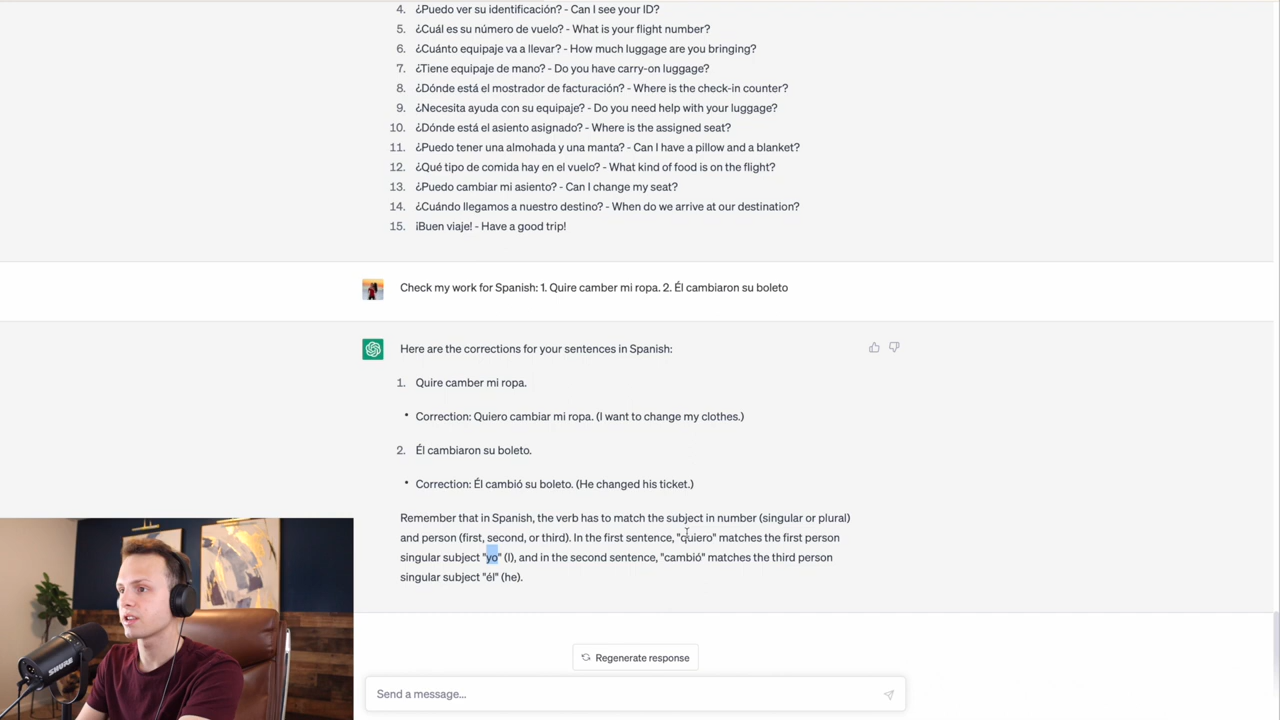 4. ¿Puedo ver su identificación? - Can I see your ID?
5. ¿Cuál es su número de vuelo? - What is your flight number?
6. ¿Cuánto equipaje va a llevar? - How much luggage are you bringing?
7. ¿Tiene equipaje de mano? - Do you have carry-on luggage?
8. ¿Dónde está el mostrador de facturación? - Where is the check-in counter?
9. ¿Necesita ayuda con su equipaje? - Do you need help with your luggage?
10. ¿Dónde está el asiento asignado? - Where is the assigned seat?
11. ¿Puedo tener una almohada y una manta? - Can I have a pillow and a blanket?
12. ¿Qué tipo de comida hay en el vuelo? - What kind of food is on the flight?
13. ¿Puedo cambiar mi asiento? - Can I change my seat?
14. ¿Cuándo llegamos a nuestro destino? - When do we arrive at our destination?
15. ¡Buen viaje! - Have a good trip!
Check my work for Spanish: 1. Quire camber mi ropa. 2. Él cambiaron su boleto
Here are the corrections for your sentences in Spanish:
1. Quire camber mi ropa.
• Correction: Quiero cambiar mi ropa. (I want to change my clothes.)
2. Él cambiaron su boleto.
• Correction: Él cambió su boleto. (He changed his ticket.)
Remember that in Spanish, the verb has to match the subject in number (singular or plural)
and person (first, second, or third). In the first sentence, "quiero" matches the first person
singular subject "yo" (I), and in the second sentence, "cambió" matches the third person
singular subject "él" (he).
Regenerate response
Send a message...
SHURE